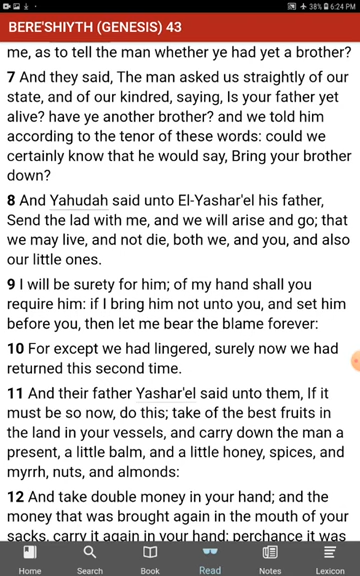 38% 6:24 PM
BERE'SHIYTH (GENESIS) 43
me, as to tell the man whether ye had yet a brother?
7 And they said, The man asked us straightly of our
state, and of our kindred, saying, Is your father yet
alive? have ye another brother? and we told him
according to the tenor of these words: could we
certainly know that he would say, Bring your brother
down?
8 And Yahudah said unto El-Yashar'el his father,
Send the lad with me, and we will arise and go; that
we may live, and not die, both we, and you, and also
our little ones.
9 I will be surety for him; of my hand shall you
require him: if I bring him not unto you, and set him
before you, then let me bear the blame forever:
10 For except we had lingered, surely now we had
returned this second time.
11 And their father Yashar'el said unto them, If it
must be so now, do this; take of the best fruits in
the land in your vessels, and carry down the man a
present, a little balm, and a little honey, spices, and
myrrh, nuts, and almonds:
12 And take double money in your hand; and the
money that was brought again in the mouth of your
sacks, carry it again in your hand; perchance it was
Home Search Book Read Notes Lexicon